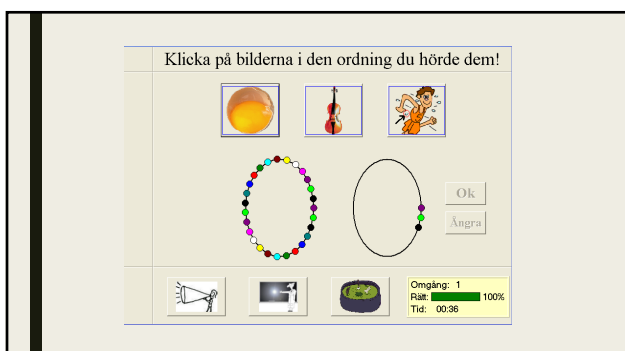 Klicka på bilderna i den ordning du hörde dem!
Ok
Ångra
Omgång: 1
Rätt: 100%
Tid: 00:36